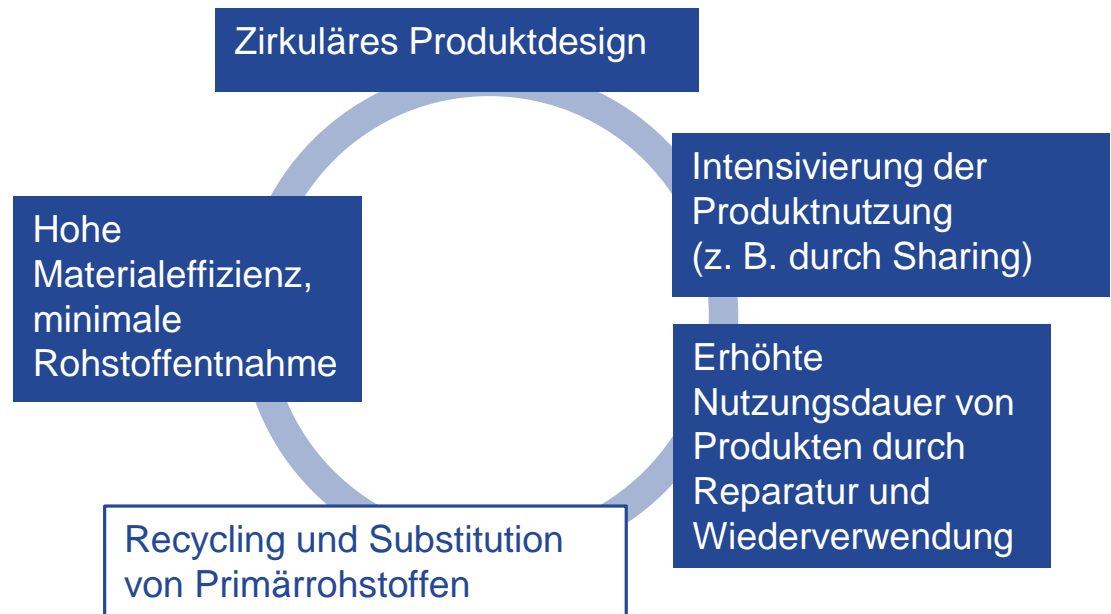 Zirkuläres Produktdesign
Intensivierung der
Produktnutzung
(z. B. durch Sharing)
Erhöhte
Nutzungsdauer von
Produkten durch
Reparatur und
Wiederverwendung
Recycling und Substitution
von Primärrohstoffen
Hohe
Materialeffizienz,
minimale
Rohstoffentnahme